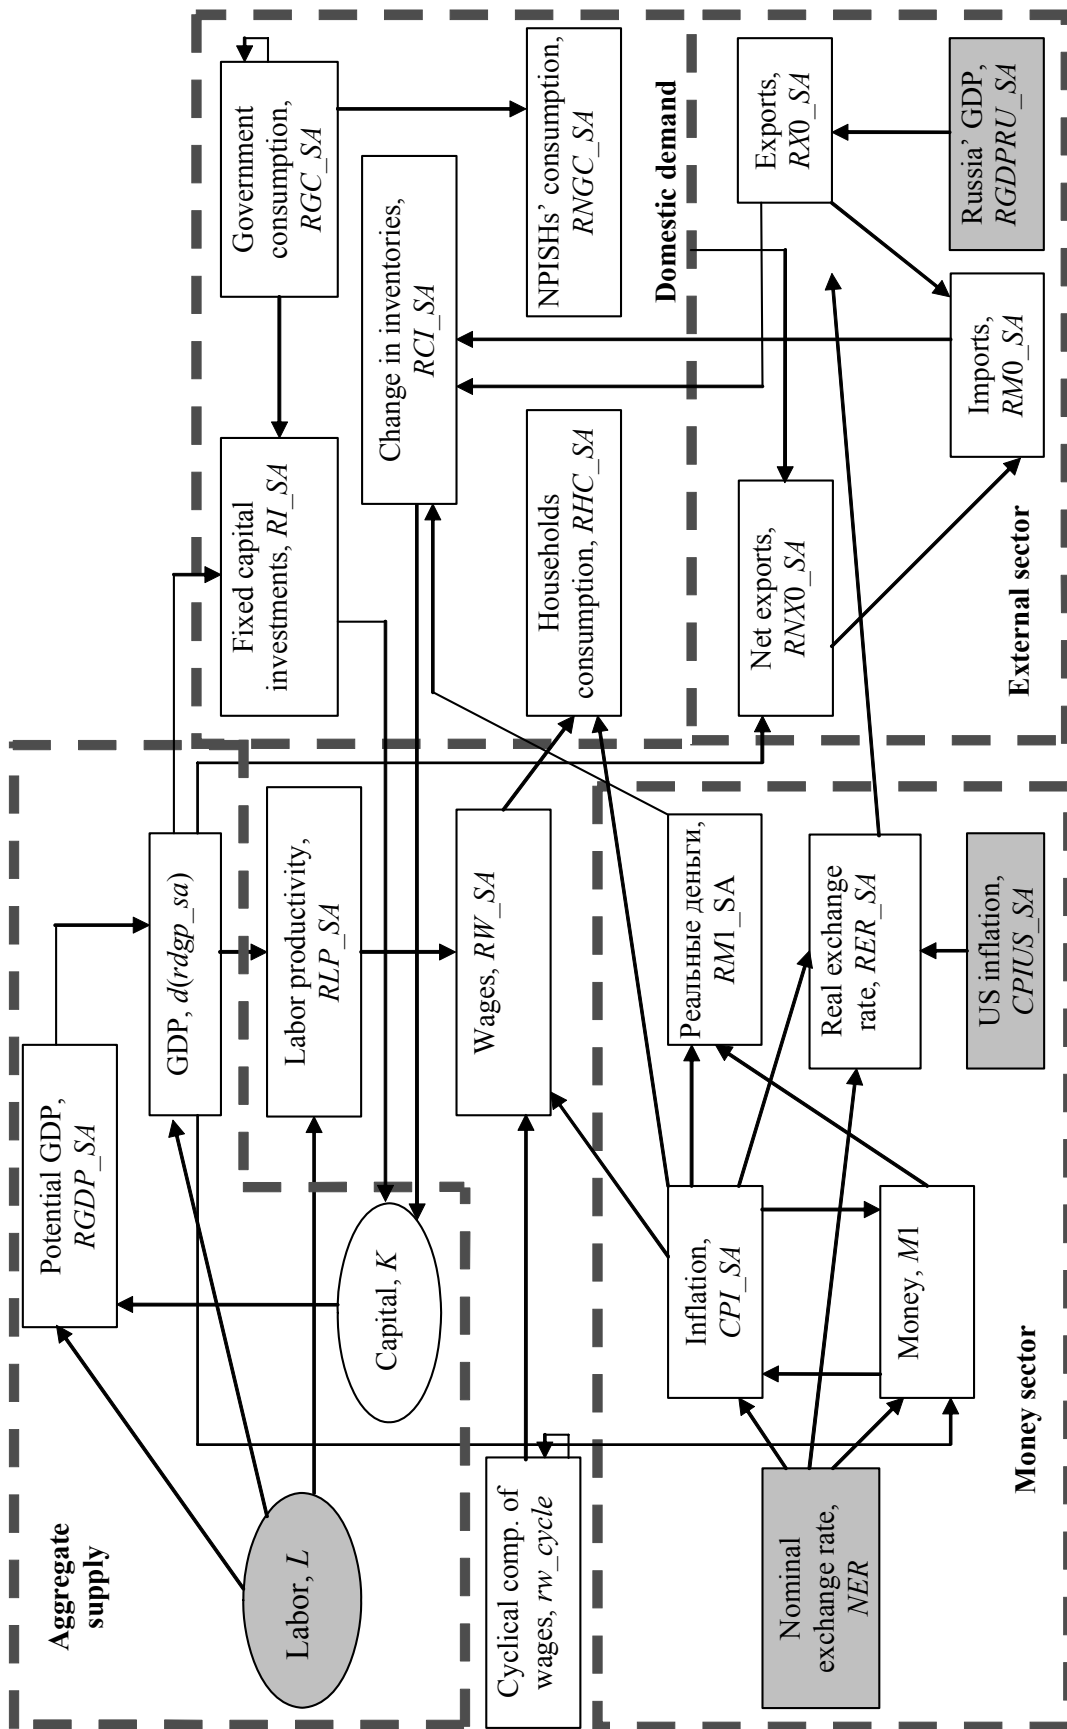 Aggregate
supply
Labor, L
Potential GDP,
RGDP_SA
GDP, d(rdgp_sa)
Labor productivity,
RLP_SA
Capital, K
Cyclical comp. of
wages, rw_cycle
Wages, RW_SA
Fixed capital
investments, RI_SA
Government
consumption,
RGC_SA
Change in inventories,
RCI_SA
Households
consumption, RHC_SA
NPISHs’ consumption,
RNGC_SA
Domestic demand
Nominal
exchange rate,
NER
Inflation,
CPI_SA
Money, M1
Реальные деньги,
RM1_SA
Real exchange
rate, RER_SA
US inflation,
CPIUS_SA
Money sector
Net exports,
RNX0_SA
Exports,
RX0_SA
Imports,
RM0_SA
Russia’ GDP,
RGDPRU_SA
External sector